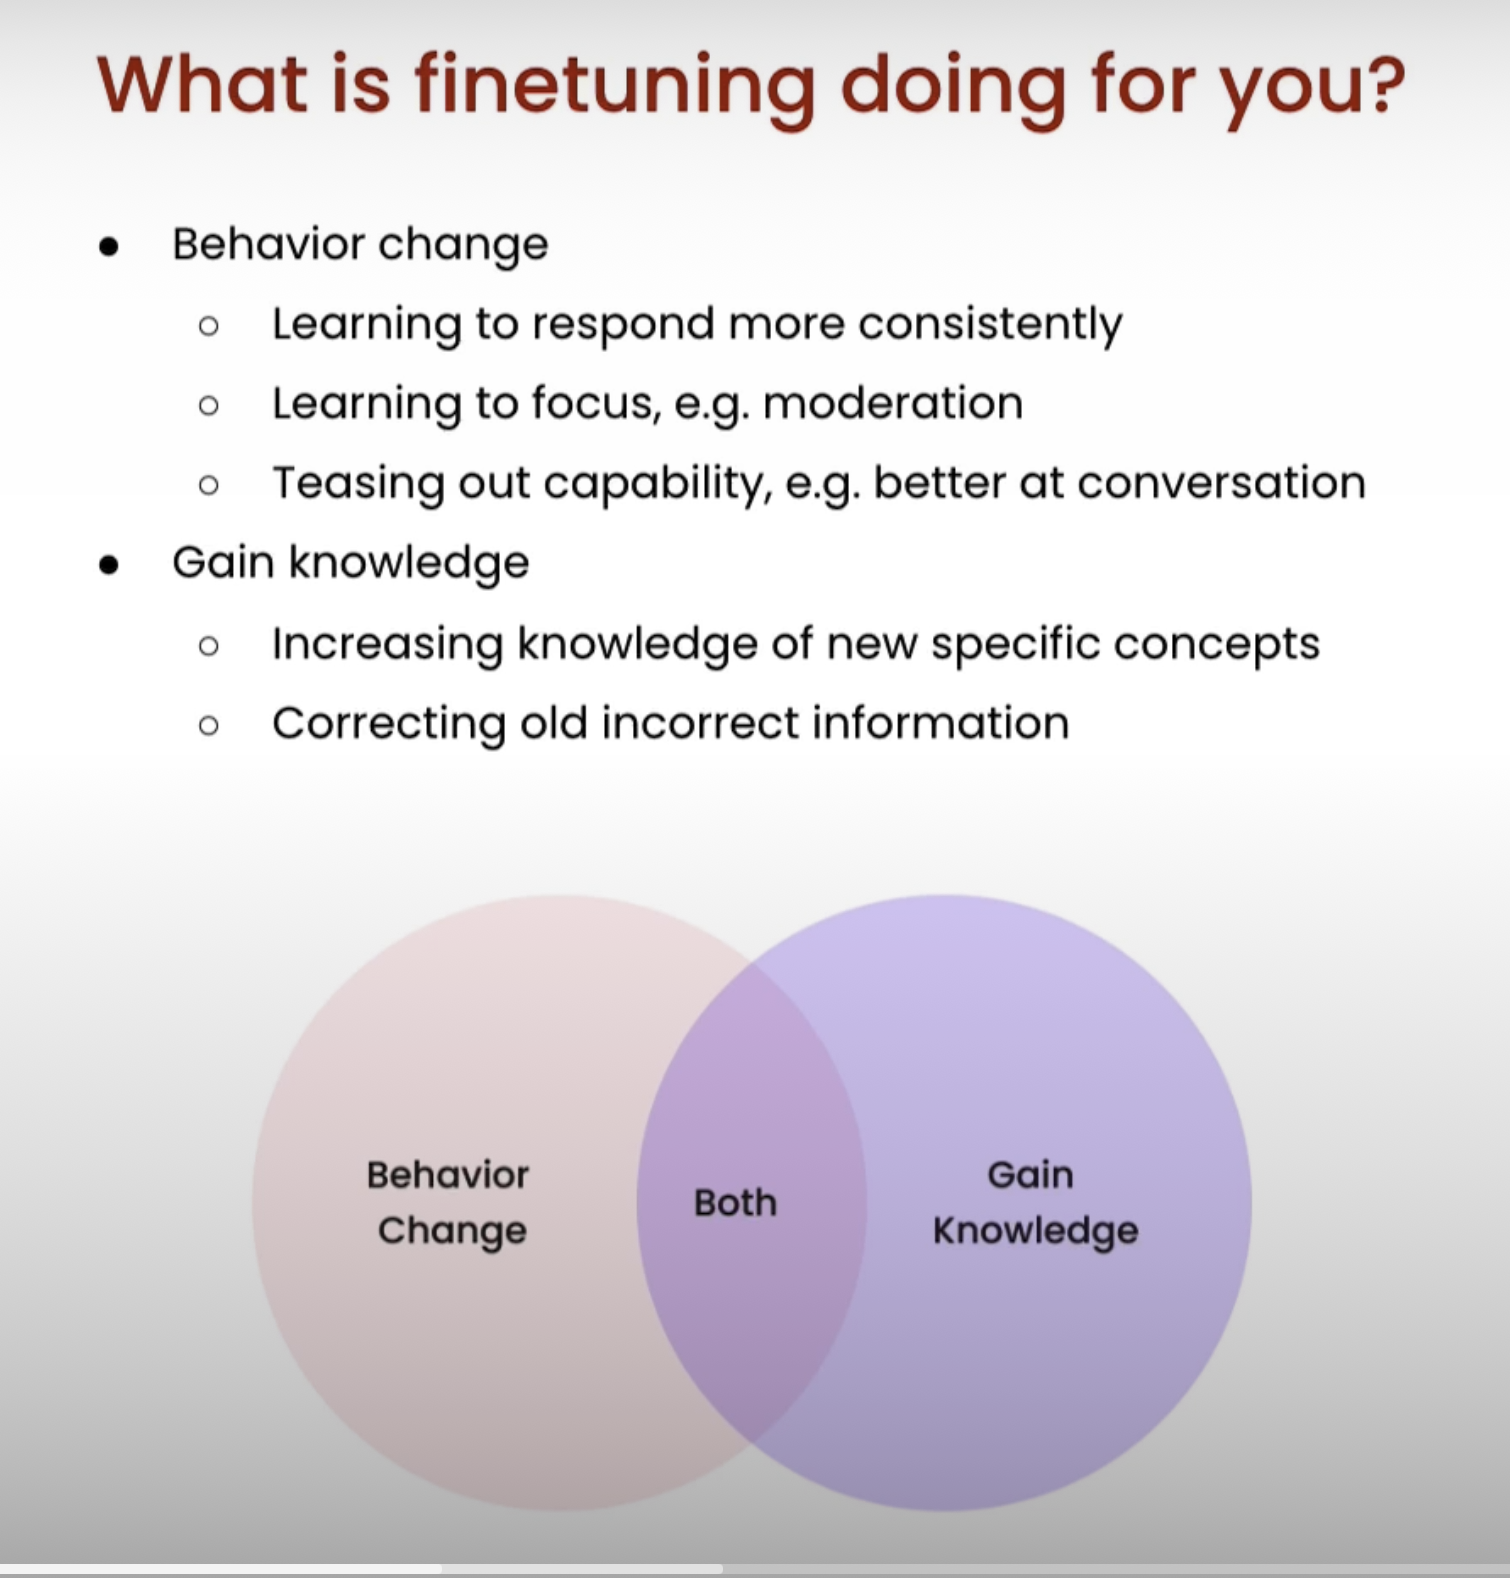 What is finetuning doing for you?
● Behavior change
○ Learning to respond more consistently
○ Learning to focus, e.g. moderation
○ Teasing out capability, e.g. better at conversation
● Gain knowledge
○ Increasing knowledge of new specific concepts
○ Correcting old incorrect information
Behavior
Change
Both
Gain
Knowledge